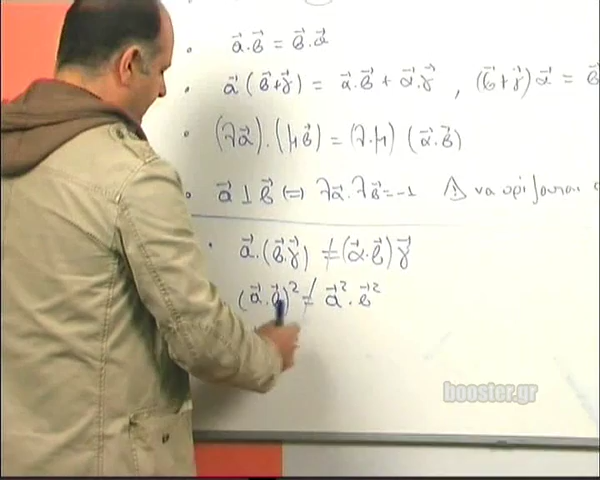 α⃗.β⃗ = β⃗.α⃗
α⃗ (β⃗+γ⃗) = α⃗.β⃗ + α⃗.γ⃗ , (β⃗+γ⃗) α⃗ = β⃗
(λα⃗).(μβ⃗) = (λ.μ) (α⃗.β⃗)
α⃗ ⊥ β⃗ ⇔ λα⃗.λβ⃗ = -1 ⚠ να ορίζονται
α⃗.(β⃗.γ⃗) ≠ (α⃗.β⃗) γ⃗
(α⃗.β⃗)² ≠ α⃗².β⃗²
booster.gr